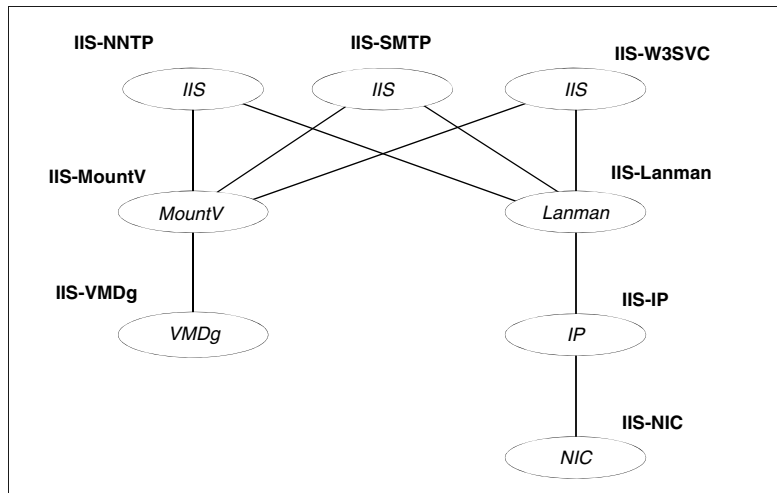 IIS-NNTP
IIS-SMTP
IIS-W3SVC
IIS
IIS
IIS
IIS-MountV
IIS-Lanman
MountV
Lanman
IIS-VMDg
IIS-IP
VMDg
IP
IIS-NIC
NIC